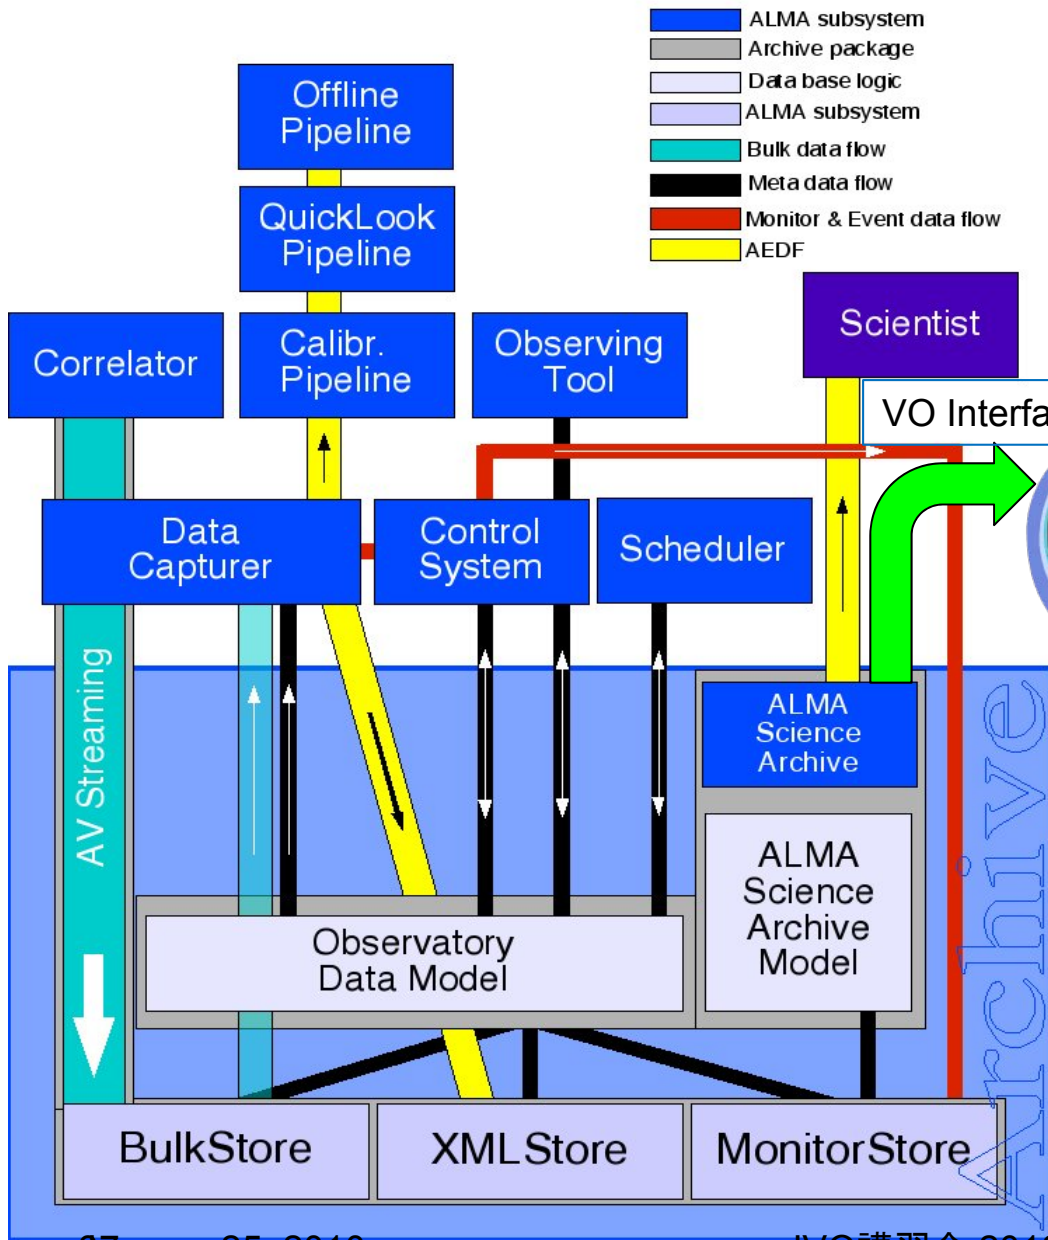 ALMA subsystem
Archive package
Data base logic
ALMA subsystem
Bulk data flow
Meta data flow
Monitor & Event data flow
AEDF
Offline
Pipeline
QuickLook
Pipeline
Correlator
Calibr.
Pipeline
Observing
Tool
Scientist
VO Interfa
Data
Capturer
Control
System
Scheduler
AV Streaming
ALMA
Science
Archive
ALMA
Science
Archive
Model
Observatory
Data Model
Archive
BulkStore
XMLStore
MonitorStore